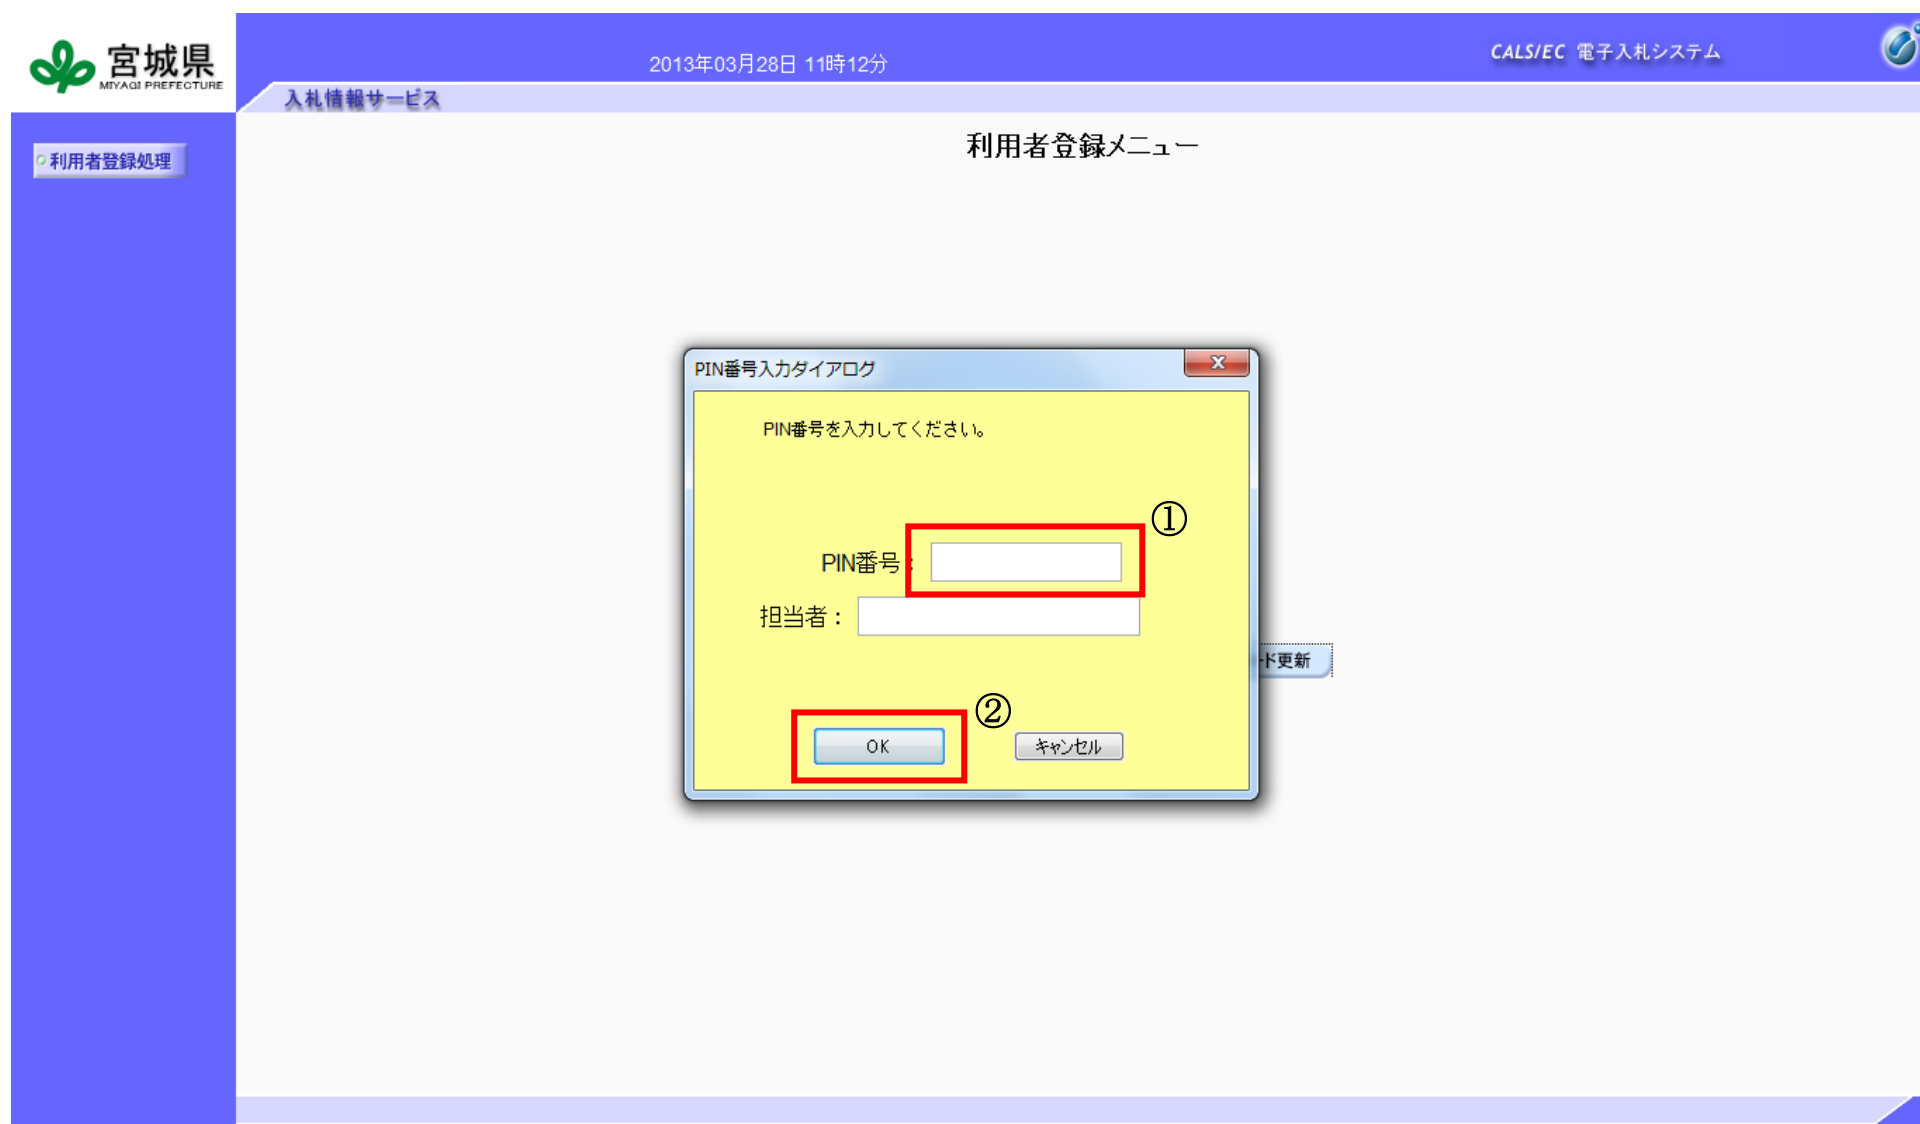 宮城県
MIYAGI PREFECTURE
2013年03月28日 11時12分
CALS/EC 電子入札システム
入札情報サービス
利用者登録処理
利用者登録メニュー
PIN番号入力ダイアログ
x
PIN番号を入力してください。
①
PIN番号：
担当者：
ド更新
②
OK
キャンセル